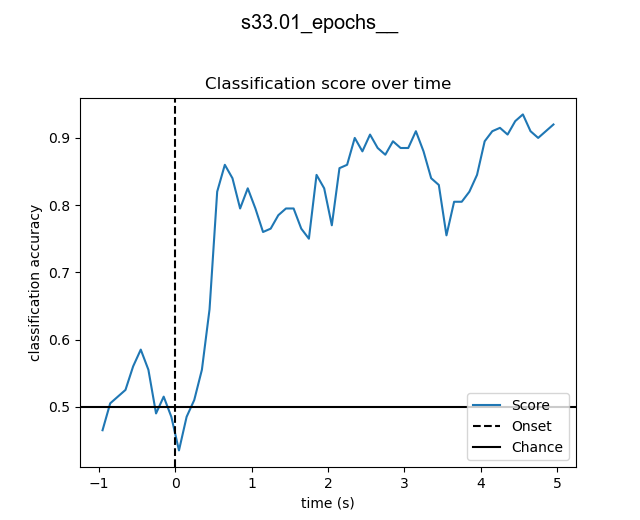 s33.01_epochs__
Classification score over time
classification accuracy
0.9
0.8
0.7
0.6
0.5
Score
Onset
Chance
−1
0
1
2
3
4
5
time (s)